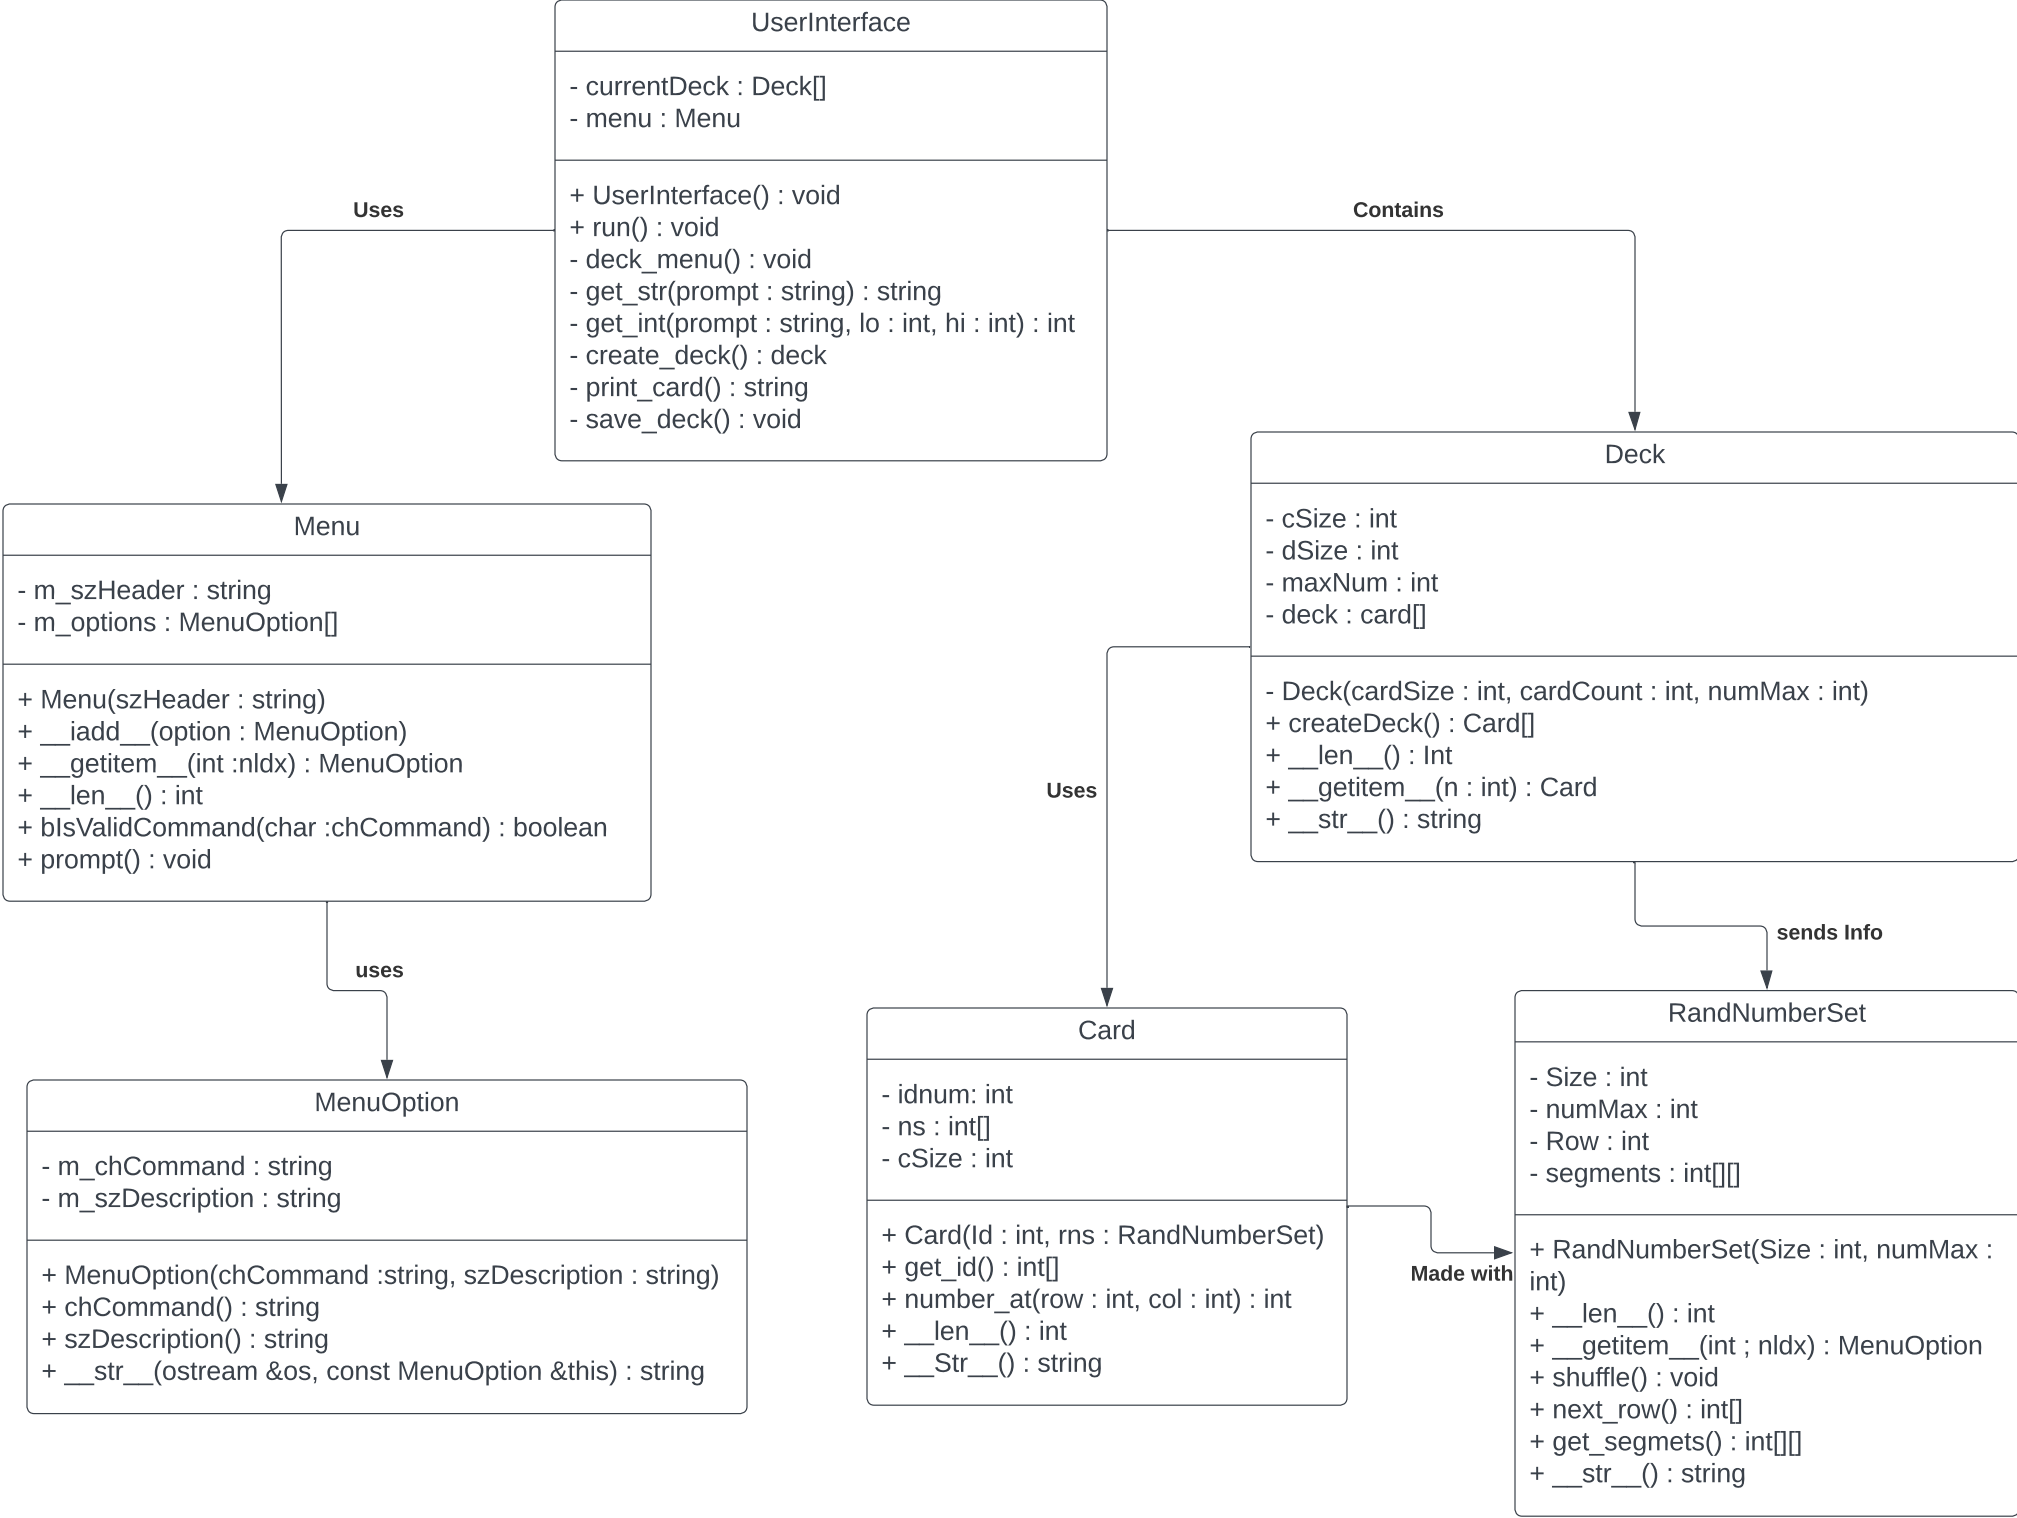 UserInterface
- currentDeck : Deck[]
- menu : Menu
+ UserInterface() : void
+ run() : void
- deck_menu() : void
- get_str(prompt : string) : string
- get_int(prompt : string, lo : int, hi : int) : int
- create_deck() : deck
- print_card() : string
- save_deck() : void
Uses
Contains
Menu
- m_szHeader : string
- m_options : MenuOption[]
+ Menu(szHeader : string)
+ __iadd__(option : MenuOption)
+ __getitem__(int :nldx) : MenuOption
+ __len__() : int
+ bIsValidCommand(char :chCommand) : boolean
+ prompt() : void
Deck
- cSize : int
- dSize : int
- maxNum : int
- deck : card[]
- Deck(cardSize : int, cardCount : int, numMax : int)
+ createDeck() : Card[]
+ __len__() : Int
+ __getitem__(n : int) : Card
+ __str__() : string
Uses
uses
sends Info
MenuOption
- m_chCommand : string
- m_szDescription : string
+ MenuOption(chCommand :string, szDescription : string)
+ chCommand() : string
+ szDescription() : string
+ __str__(ostream &os, const MenuOption &this) : string
Card
- idnum: int
- ns : int[]
- cSize : int
+ Card(Id : int, rns : RandNumberSet)
+ get_id() : int[]
+ number_at(row : int, col : int) : int
+ __len__() : int
+ __Str__() : string
Made with
RandNumberSet
- Size : int
- numMax : int
- Row : int
- segments : int[][]
+ RandNumberSet(Size : int, numMax :
int)
+ __len__() : int
+ __getitem__(int ; nldx) : MenuOption
+ shuffle() : void
+ next_row() : int[]
+ get_segmets() : int[][]
+ __str__() : string